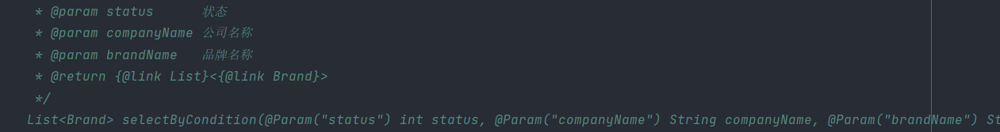 * @param status 状态
* @param companyName 公司名称
* @param brandName 品牌名称
* @return {@link List}<{@link Brand}>
*/
List<Brand> selectByCondition(@Param("status") int status, @Param("companyName") String companyName, @Param("brandName") St